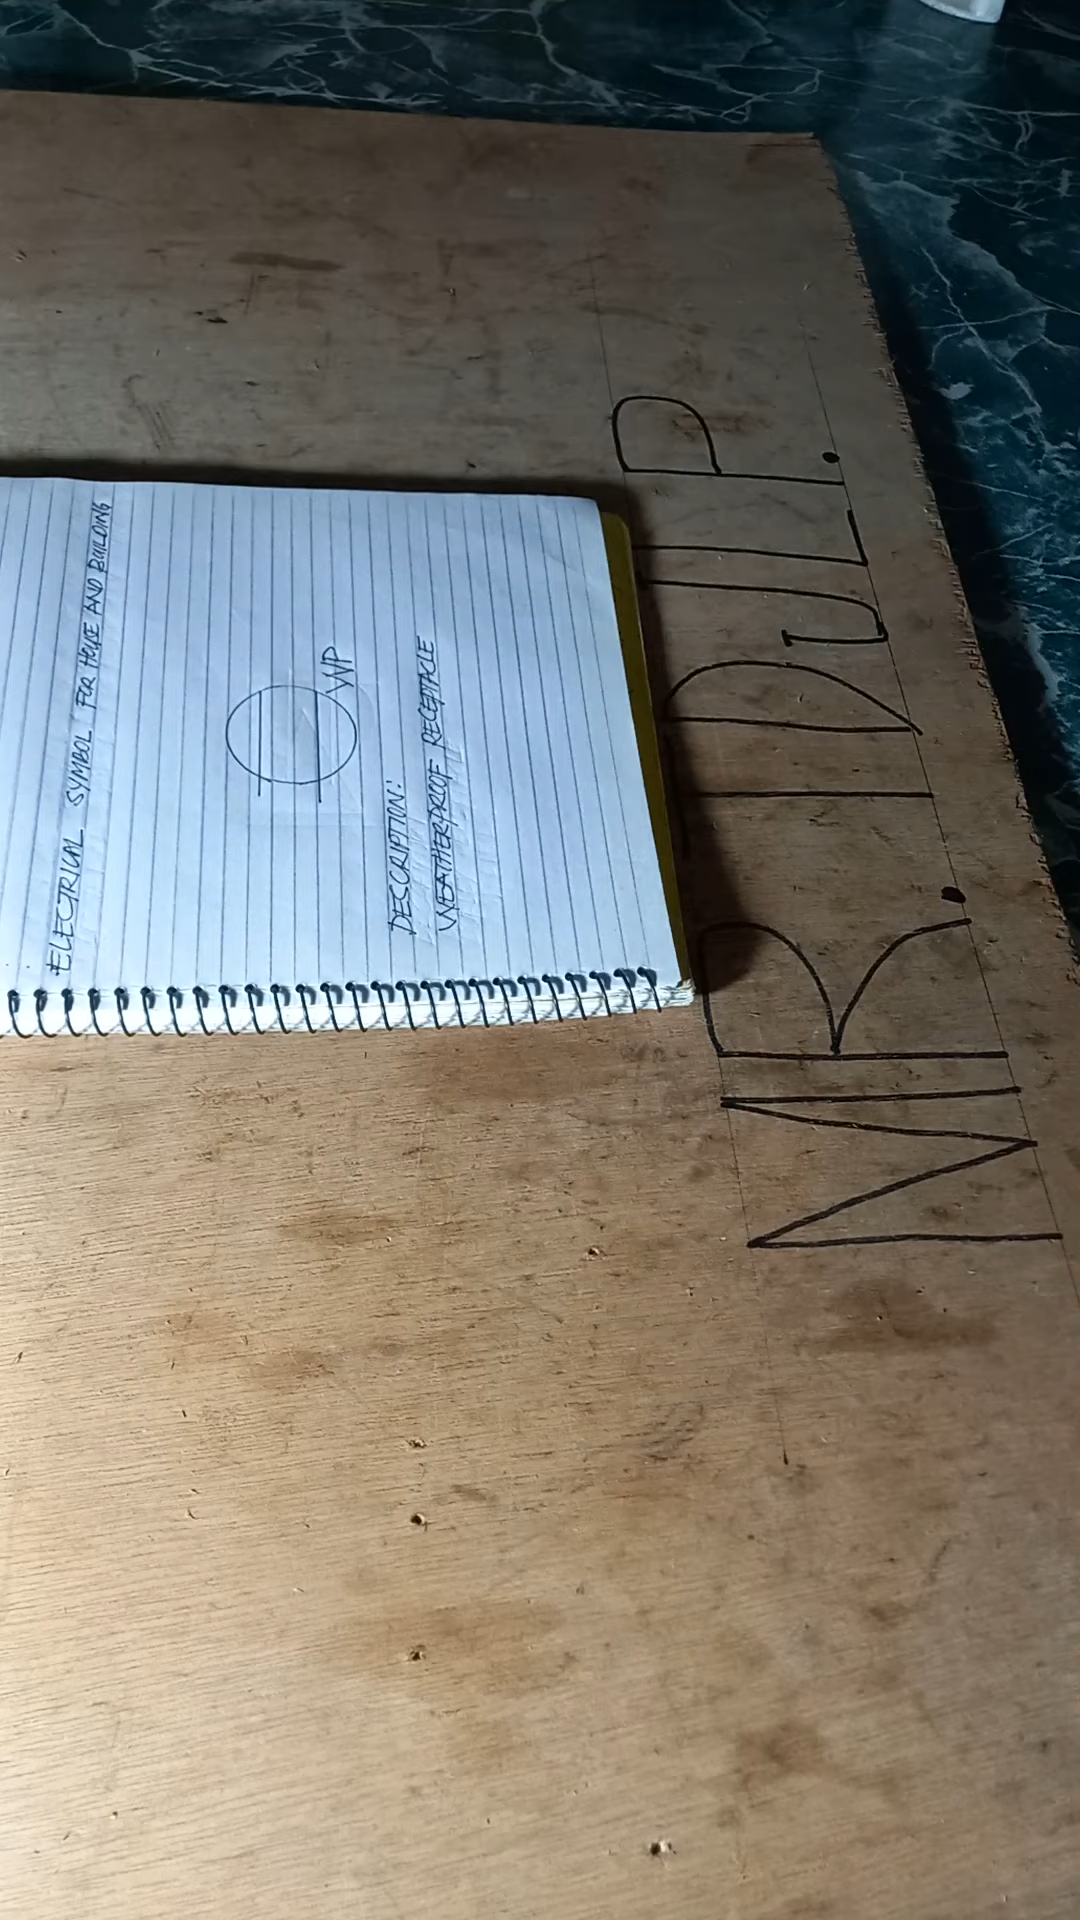 ELECTRICAL SYMBOL FOR HOUSE AND BUILDING
WP
DESCRIPTION:
WEATHERPROOF RECEPTACLE
MR.